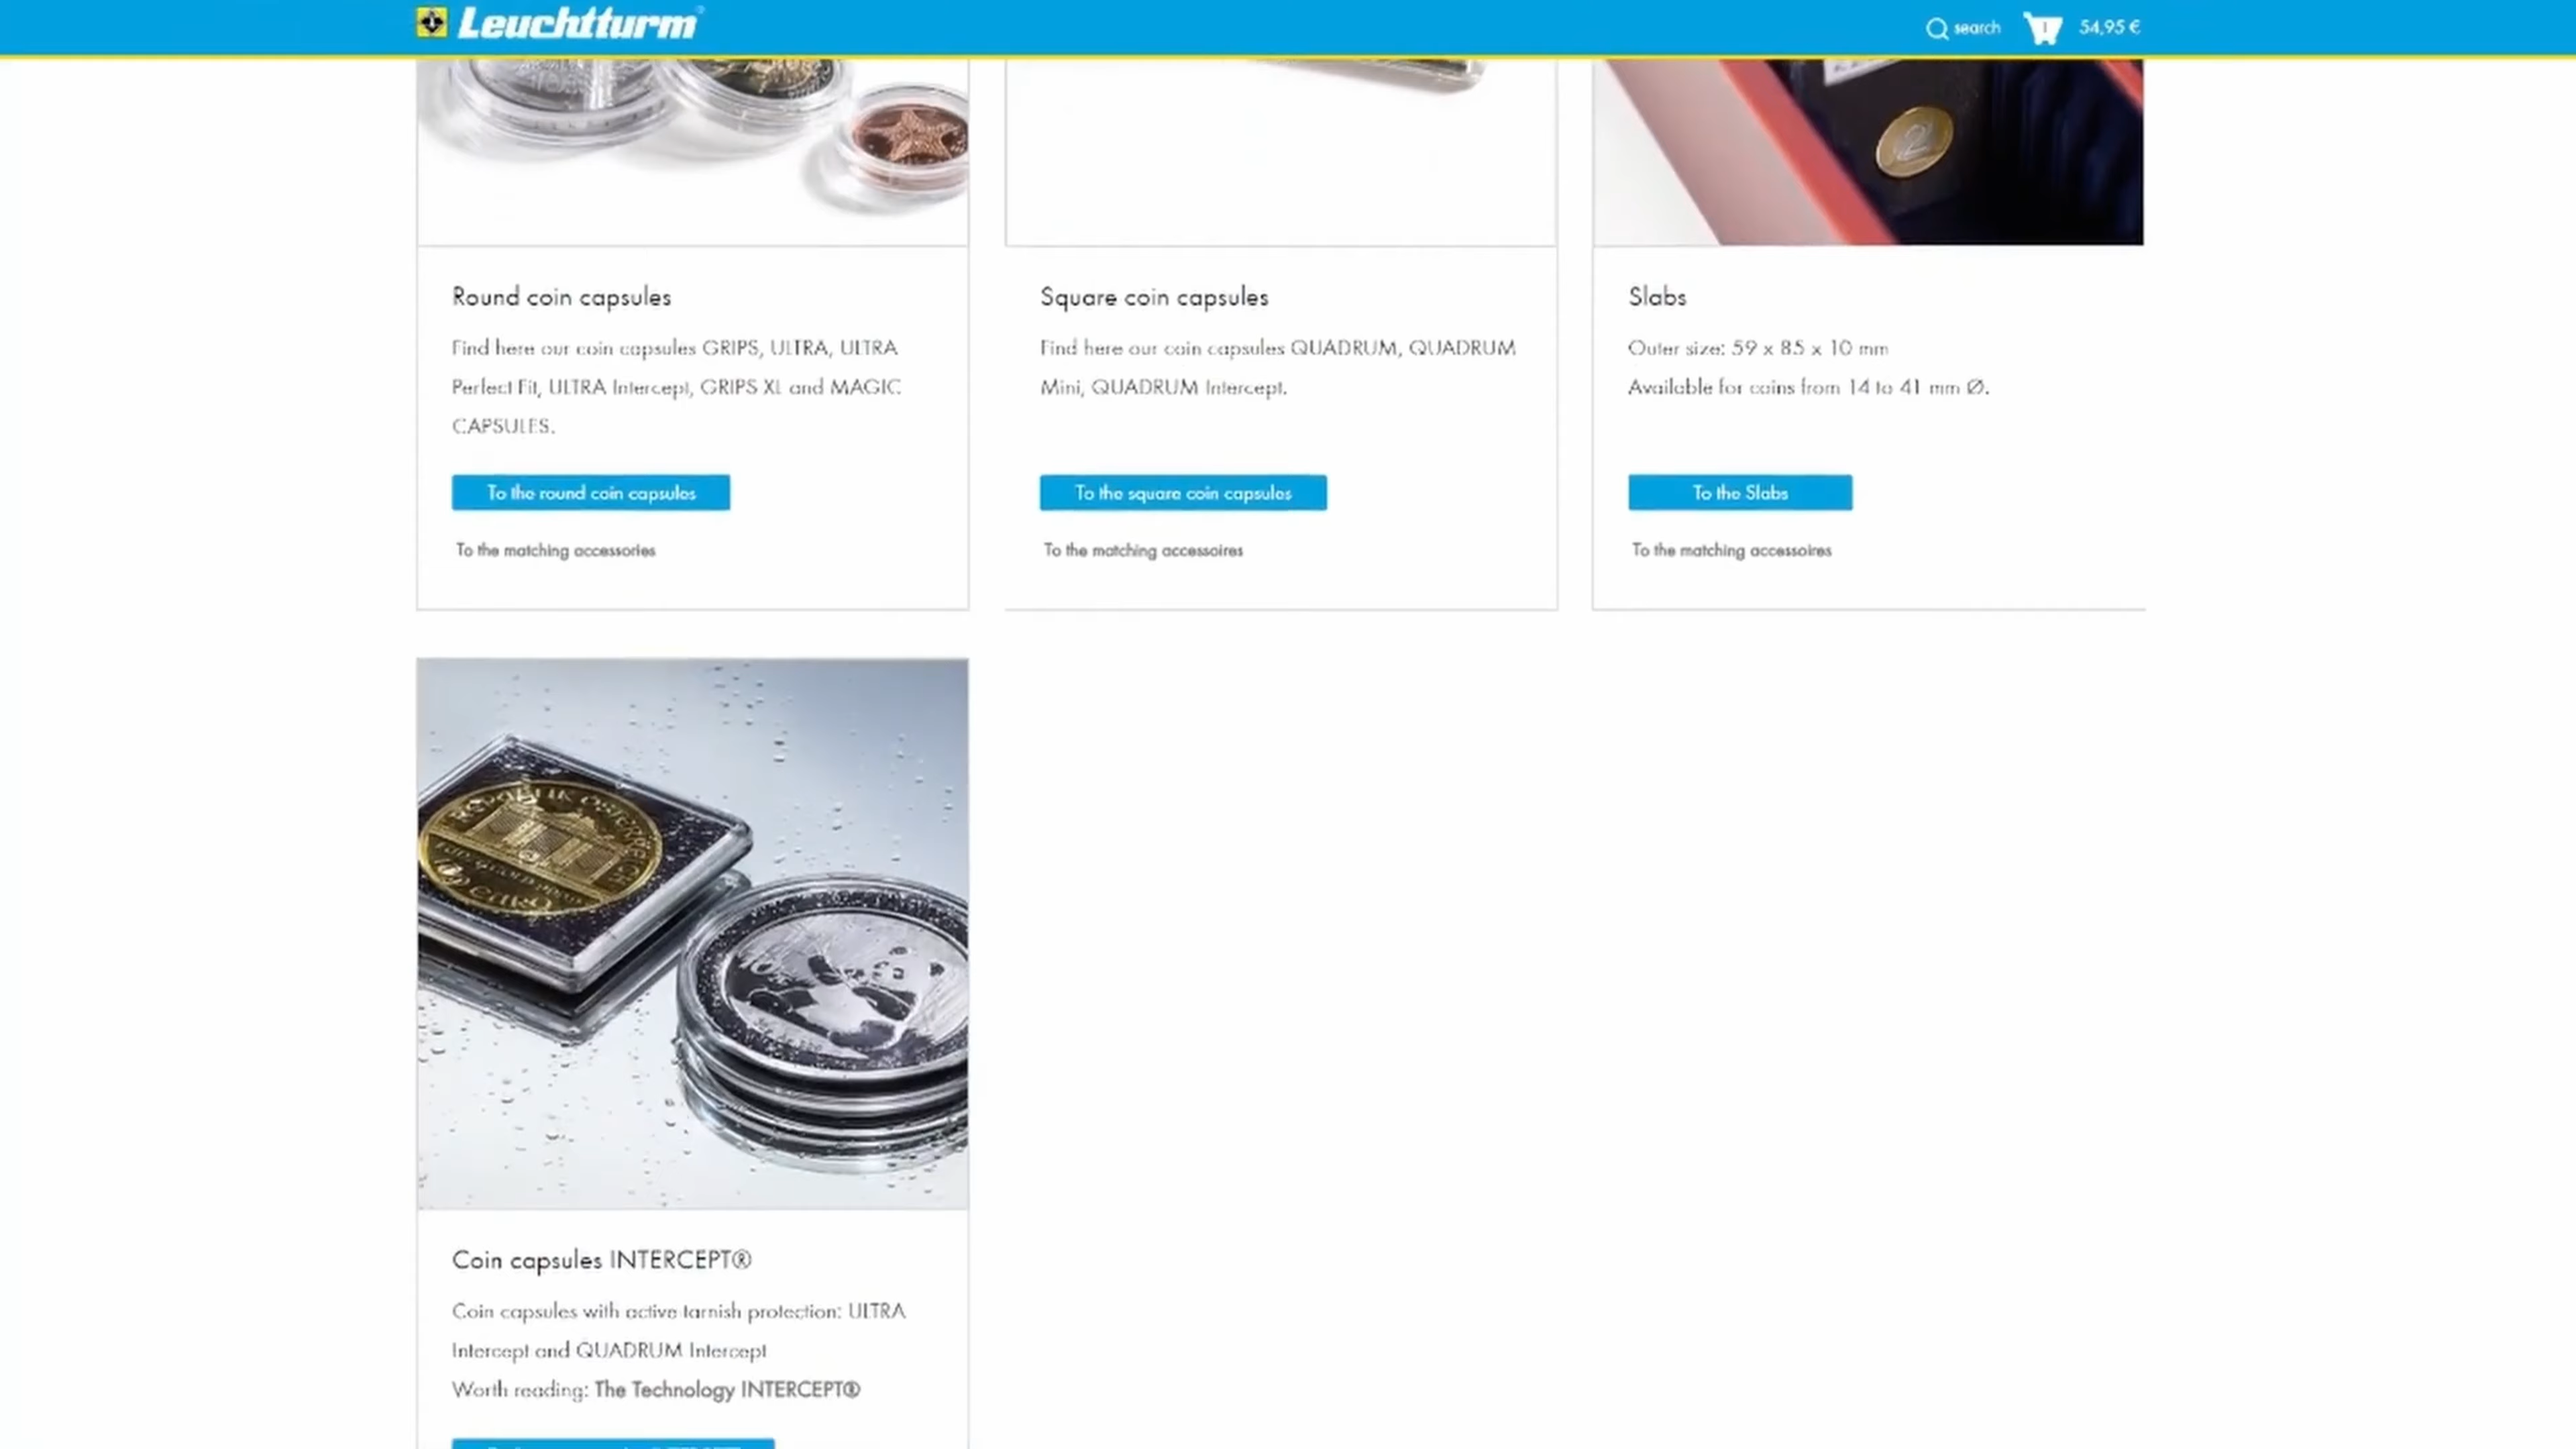 Leuchtturm
search
1
54,95 €
Round coin capsules
Find here our coin capsules GRIPS, ULTRA, ULTRA
Perfect Fit, ULTRA Intercept, GRIPS XL and MAGIC
CAPSULES.
To the round coin capsules
To the matching accessories
Square coin capsules
Find here our coin capsules QUADRUM, QUADRUM
Mini, QUADRUM Intercept.
To the square coin capsules
To the matching accessoires
Slabs
Outer size: 59 x 85 x 10 mm
Available for coins from 14 to 41 mm Ø.
To the Slabs
To the matching accessoires
REPUBLIK ÖSTERREICH
Coin capsules INTERCEPT®
Coin capsules with active tarnish protection: ULTRA
Intercept and QUADRUM Intercept
Worth reading: The Technology INTERCEPT®